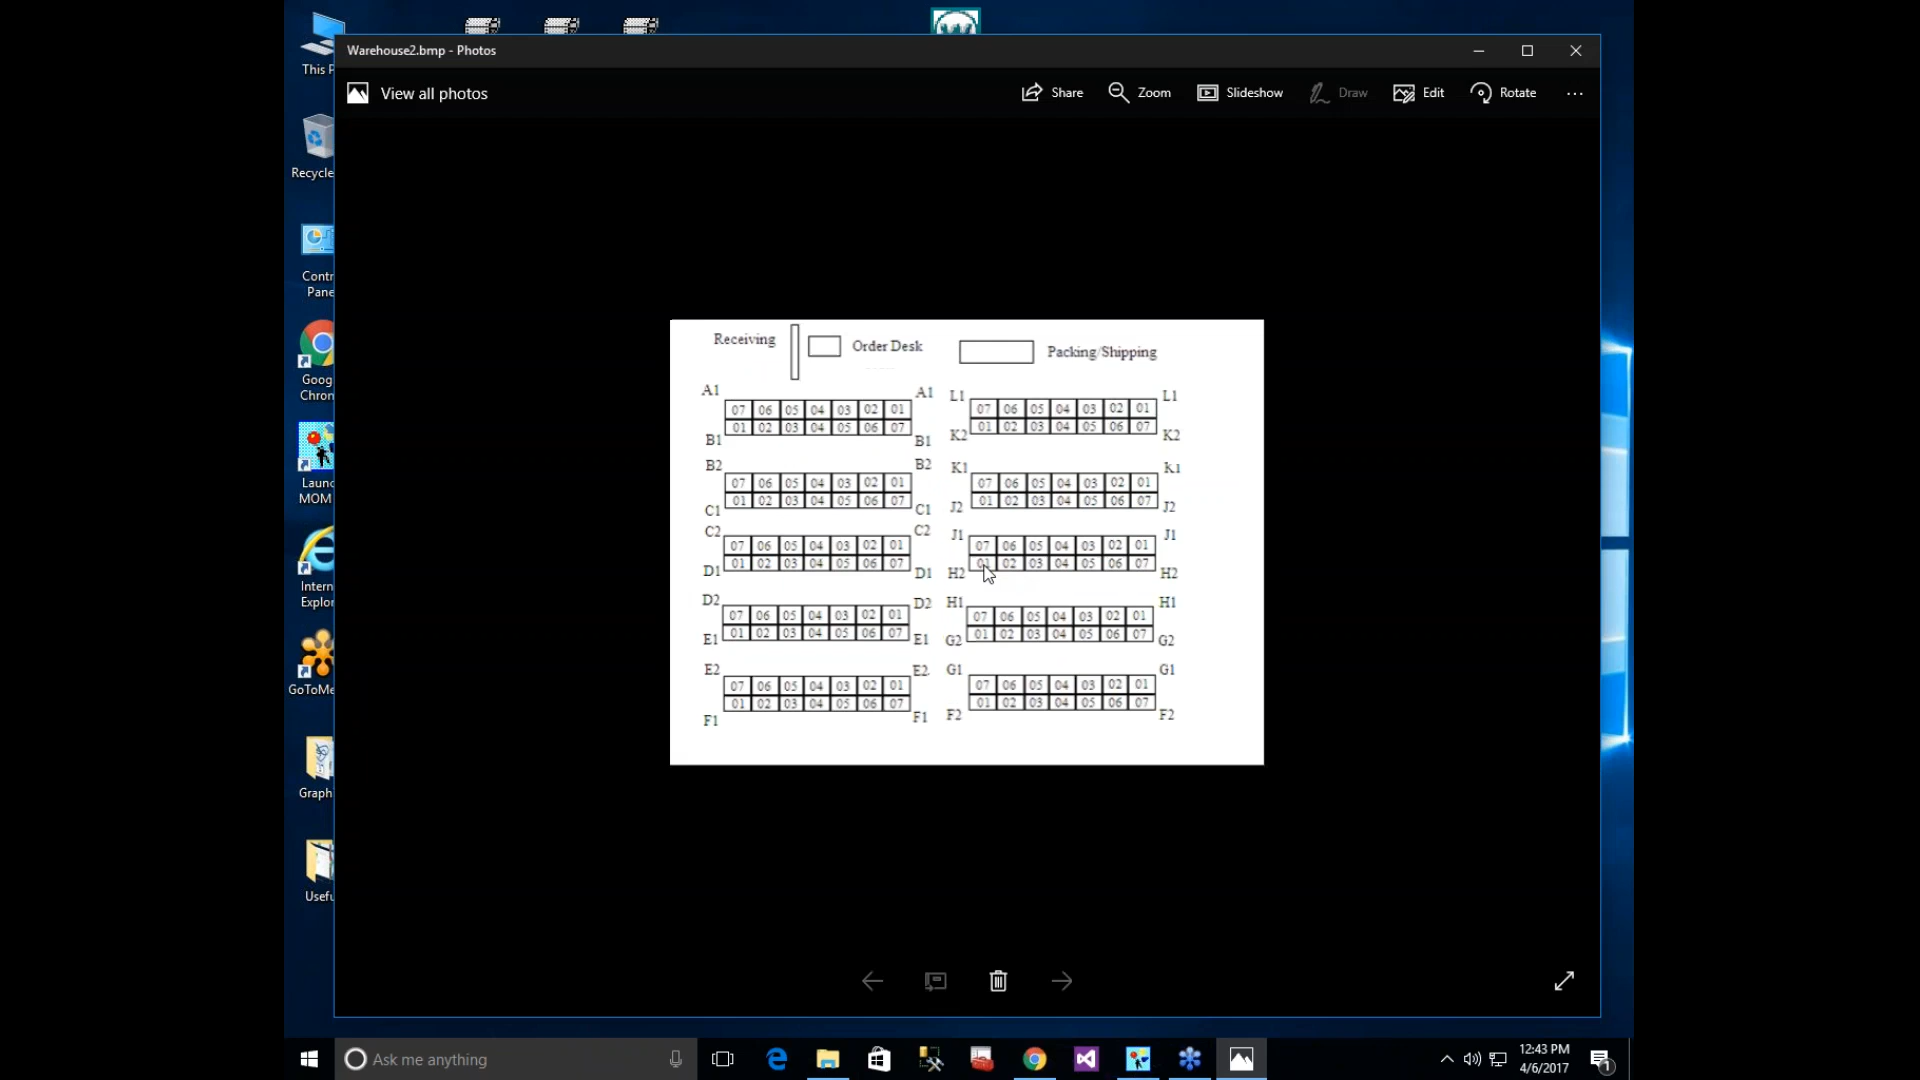 This P
Recycle
Contr
Pane
Goog
Chron
Launc
MOM
Intern
Explor
GoToMe
Graph
Usefu
Warehouse2.bmp - Photos
View all photos
Share
Zoom
Slideshow
Draw
Edit
Rotate
Receiving
Order Desk
Packing/Shipping
A1 A1
07 06 05 04 03 02 01
01 02 03 04 05 06 07
B1 B1
B2 B2
07 06 05 04 03 02 01
01 02 03 04 05 06 07
C1 C1
C2 C2
07 06 05 04 03 02 01
01 02 03 04 05 06 07
D1 D1
D2 D2
07 06 05 04 03 02 01
01 02 03 04 05 06 07
E1 E1
E2 E2
07 06 05 04 03 02 01
01 02 03 04 05 06 07
F1 F1
L1 L1
07 06 05 04 03 02 01
01 02 03 04 05 06 07
K2 K2
K1 K1
07 06 05 04 03 02 01
01 02 03 04 05 06 07
J2 J2
J1 J1
07 06 05 04 03 02 01
01 02 03 04 05 06 07
H2 H2
H1 H1
07 06 05 04 03 02 01
01 02 03 04 05 06 07
G2 G2
G1 G1
07 06 05 04 03 02 01
01 02 03 04 05 06 07
F2 F2
Ask me anything
12:43 PM
4/6/2017
1